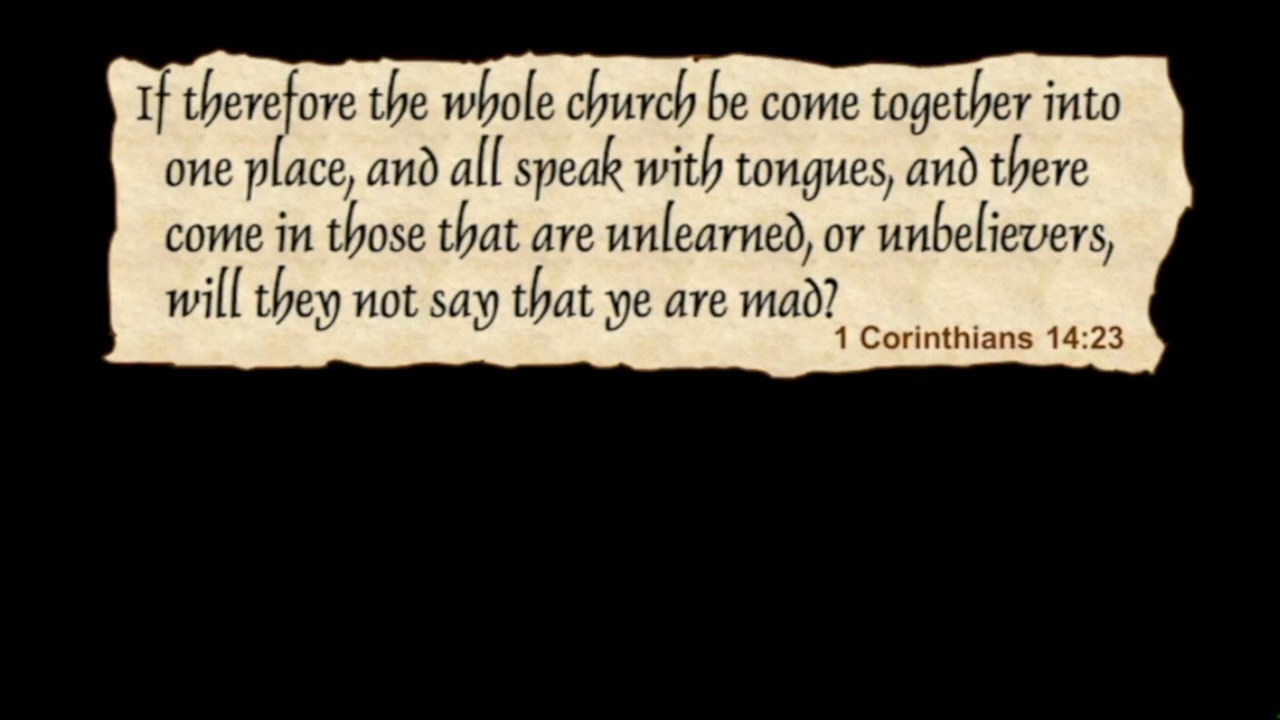 If therefore the whole church be come together into
one place, and all speak with tongues, and there
come in those that are unlearned, or unbelievers,
will they not say that ye are mad?
1 Corinthians 14:23